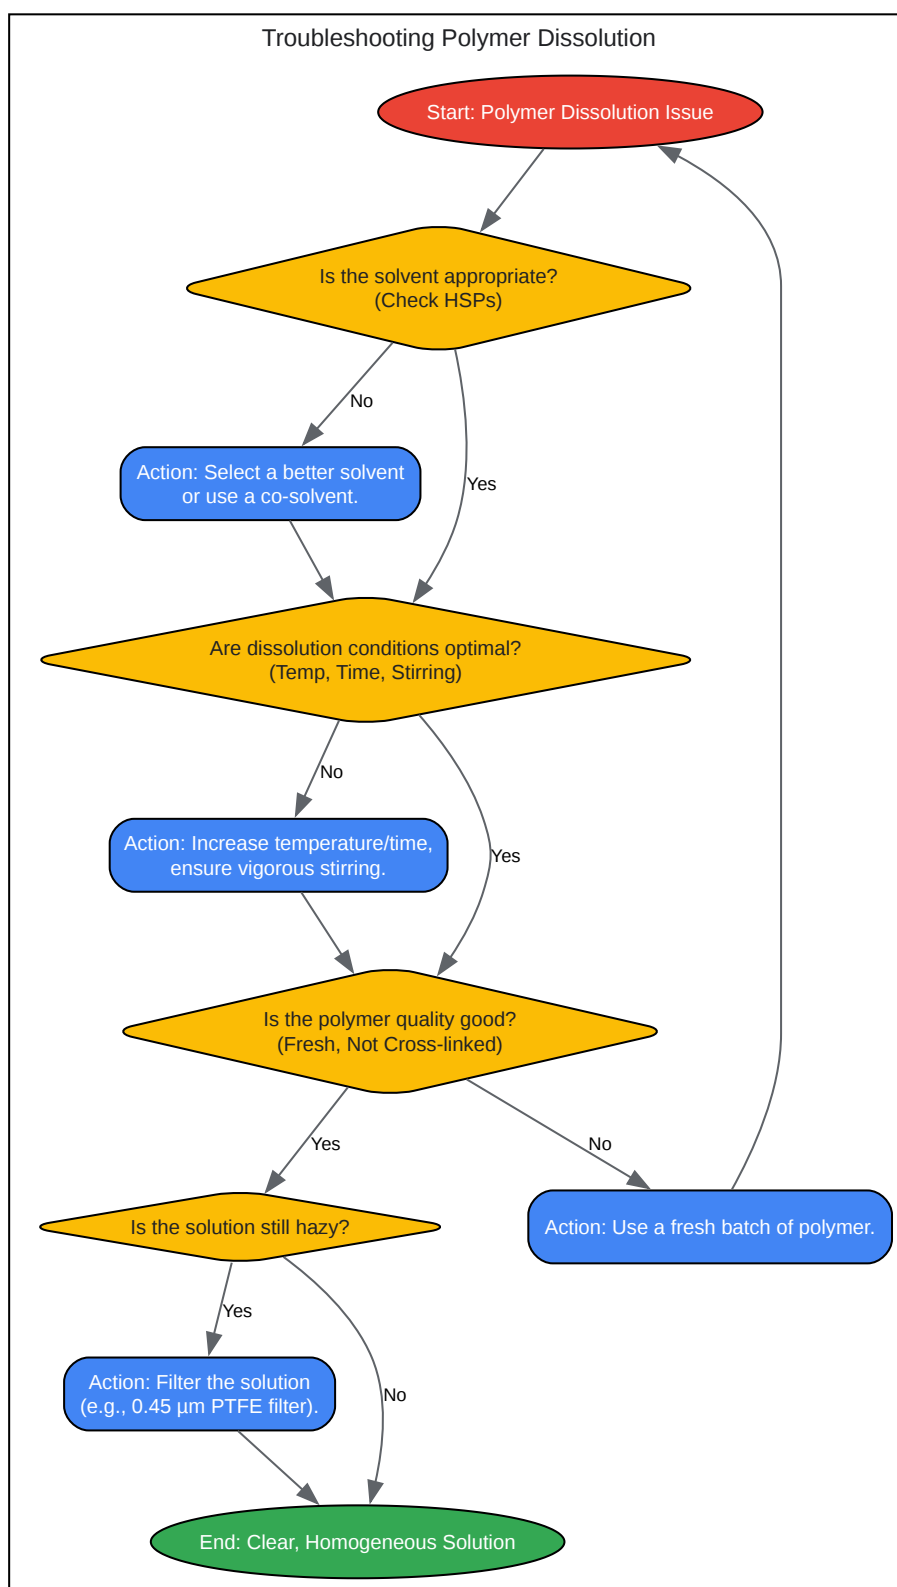 Troubleshooting Polymer Dissolution
Start: Polymer Dissolution Issue
Is the solvent appropriate?
(Check HSPs)
No
Action: Select a better solvent
or use a co-solvent.
Yes
Are dissolution conditions optimal?
(Temp, Time, Stirring)
No
Action: Increase temperature/time,
ensure vigorous stirring.
Yes
Is the polymer quality good?
(Fresh, Not Cross-linked)
Yes
No
Is the solution still hazy?
Action: Use a fresh batch of polymer.
Yes
Action: Filter the solution
(e.g., 0.45 µm PTFE filter).
No
End: Clear, Homogeneous Solution